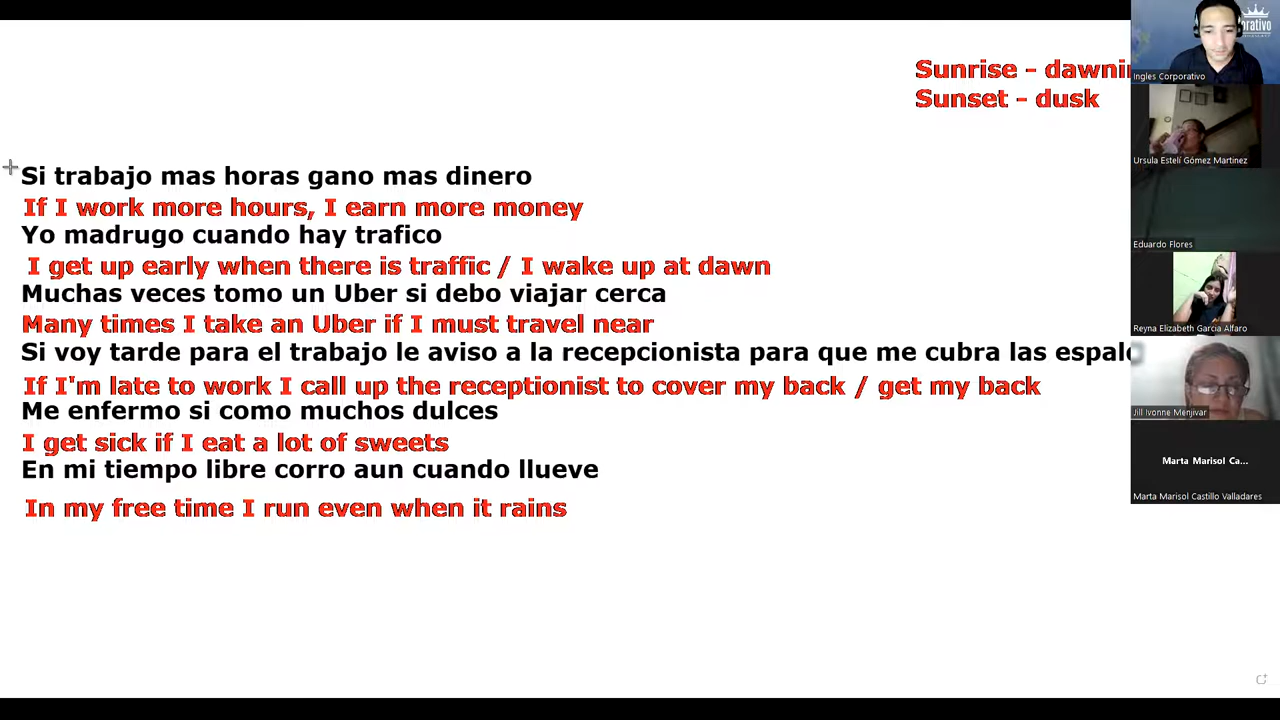 Sunrise -
Sunset - dusk
Si trabajo mas horas gano mas dinero
If I work more hours, I earn more money
Yo madrugo cuando hay trafico
I get up early when there is traffic / I wake up at dawn
Muchas veces tomo un Uber si debo viajar cerca
Many times I take an Uber if I must travel near
Si voy tarde para el trabajo le aviso a la recepcionista para que me cubra las
If I'm late to work I call up the receptionist to cover my back / get my back
Me enfermo si como muchos dulces
I get sick if I eat a lot of sweets
En mi tiempo libre corro aun cuando llueve
In my free time I run even when it rains
Ingles Corporativo
Ursula Estelí Gómez Martinez
Eduardo Flores
Reyna Elizabeth Garcia Alfaro
Jill Ivonne Menjivar
Marta Marisol Ca...
Marta Marisol Castillo Valladares